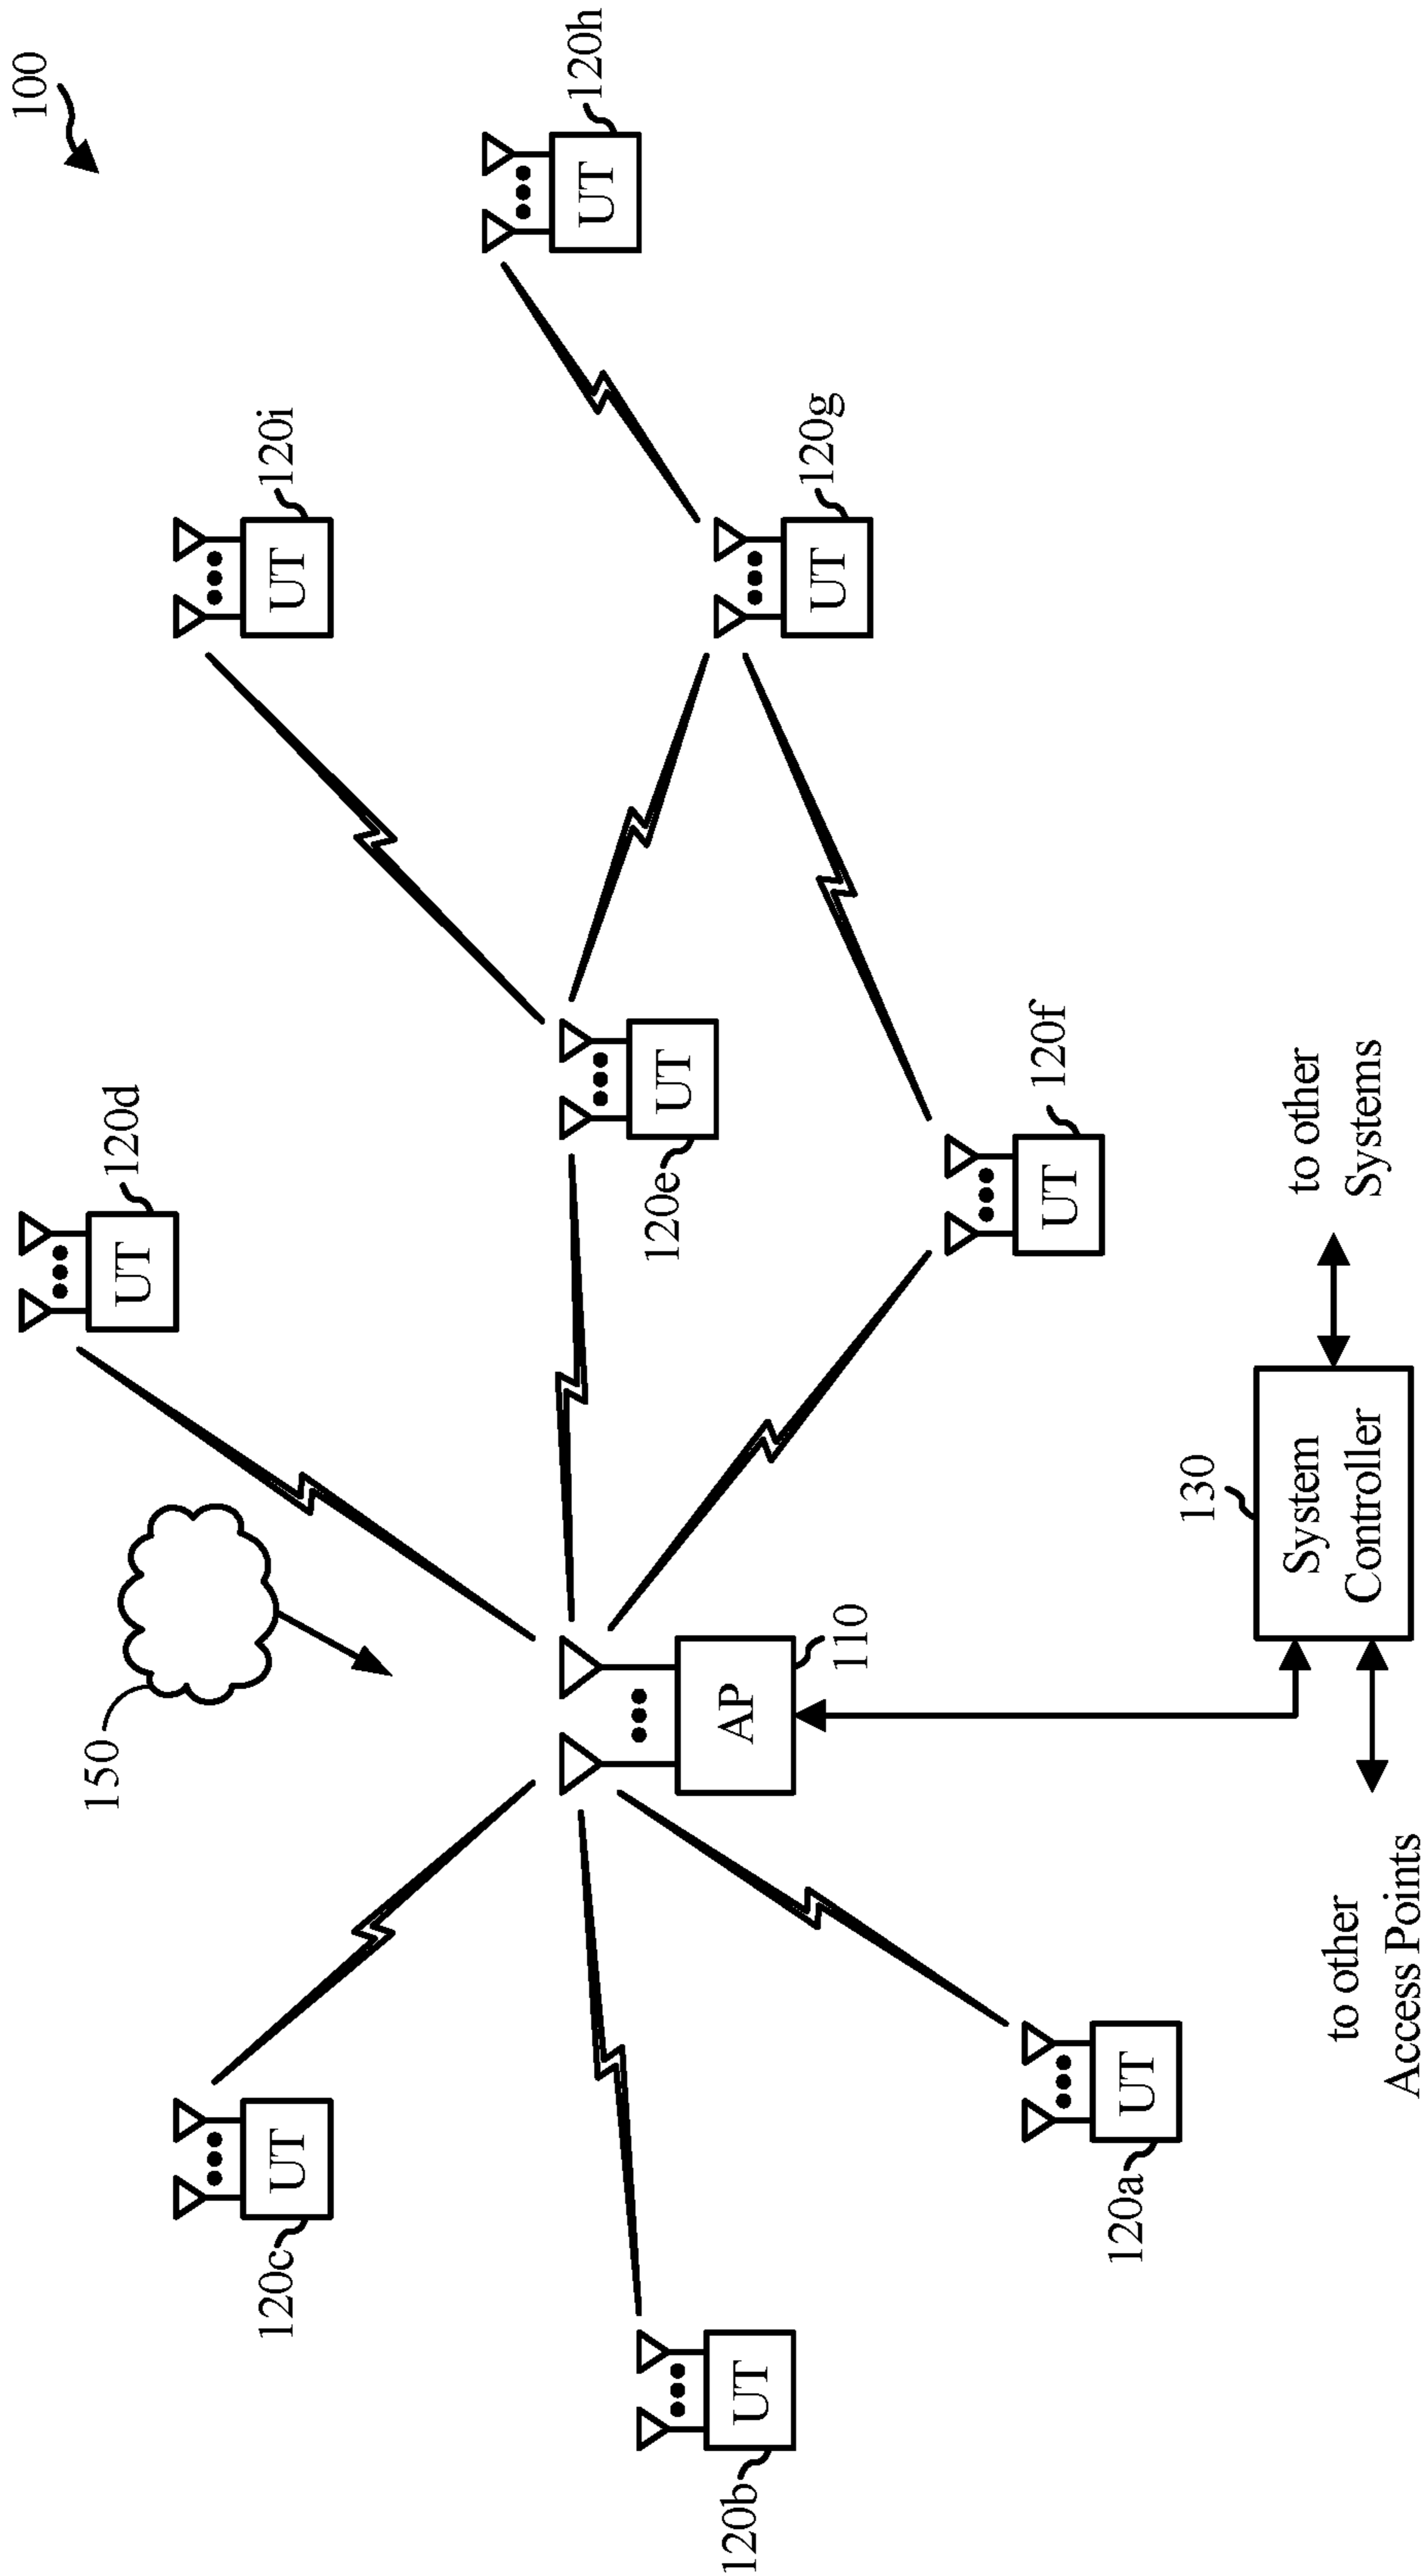 100
120d
UT
120i
UT
120h
UT
150
120c
UT
120e
UT
120g
UT
120b
UT
AP
110
120f
UT
120a
UT
130
System
Controller
to other
Systems
to other
Access Points